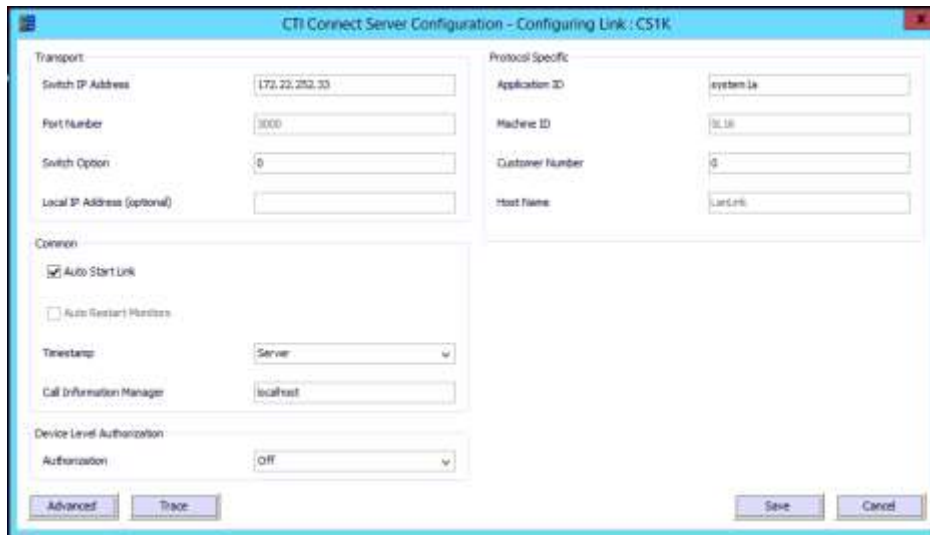 CTI Connect Server Configuration - Configuring Link : CS1K
Transport
Switch IP Address
172.22.252.33
Port Number
3000
Switch Option
0
Local IP Address (optional)
Common
Auto Start Link
Auto Restart Monitors
Timestamp
Server
Call Information Manager
localhost
Device Level Authorization
Authorization
Off
Protocol Specific
Application ID
Machine ID
SL16
Customer Number
0
Host Name
LanLink
Advanced
Trace
Save
Cancel